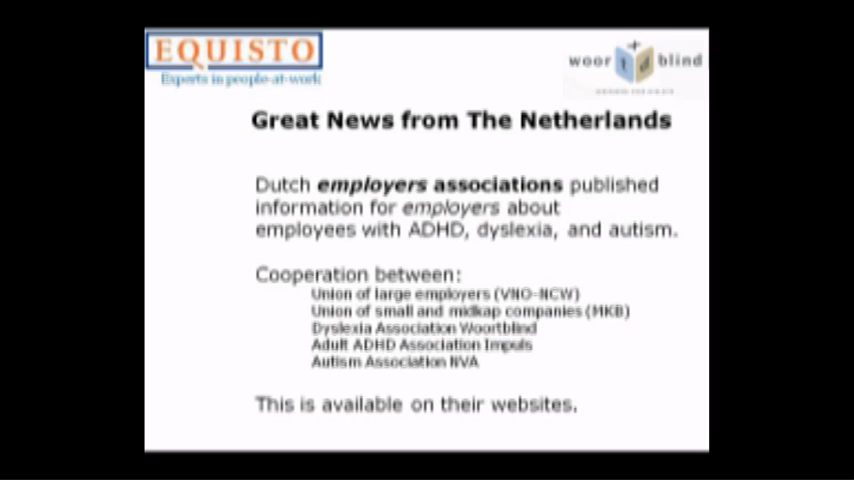 EQUISTO
Experts in people-at-work
woortdblind
Great News from The Netherlands
Dutch employers associations published
information for employers about
employees with ADHD, dyslexia, and autism.
Cooperation between:
Union of large employers (VNO-NCW)
Union of small and midkap companies (MKB)
Dyslexia Association Woortblind
Adult ADHD Association Impuls
Autism Association NVA
This is available on their websites.